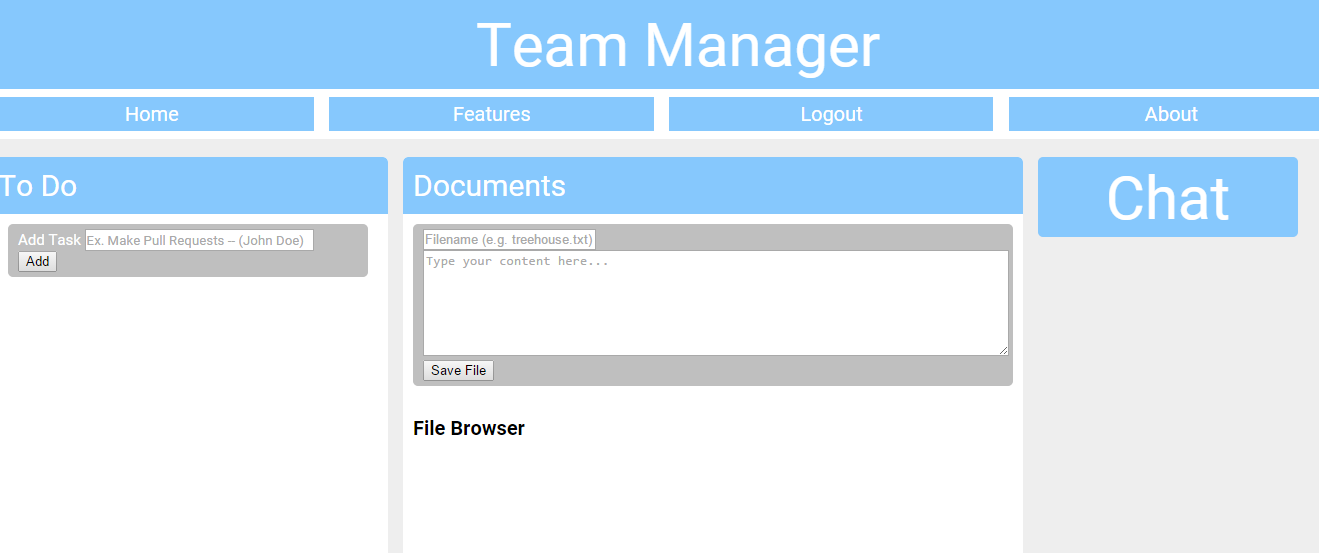 Team Manager
Home Features Logout About
To Do
Add Task Ex. Make Pull Requests -- (John Doe)
Add
Documents
Filename (e.g. treehouse.txt)
Type your content here...
Save File
File Browser
Chat